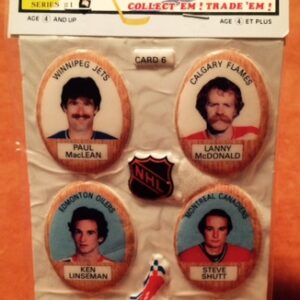 COLLECT 'EM! TRADE 'EM!
SERIES #1
AGE 4 AND UP
AGE 4 ET PLUS
CARD 6
WINNIPEG JETS
PAUL
MacLEAN
CALGARY FLAMES
LANNY
McDONALD
NHL
EDMONTON OILERS
KEN
LINSEMAN
MONTREAL CANADIENS
STEVE
SHUTT